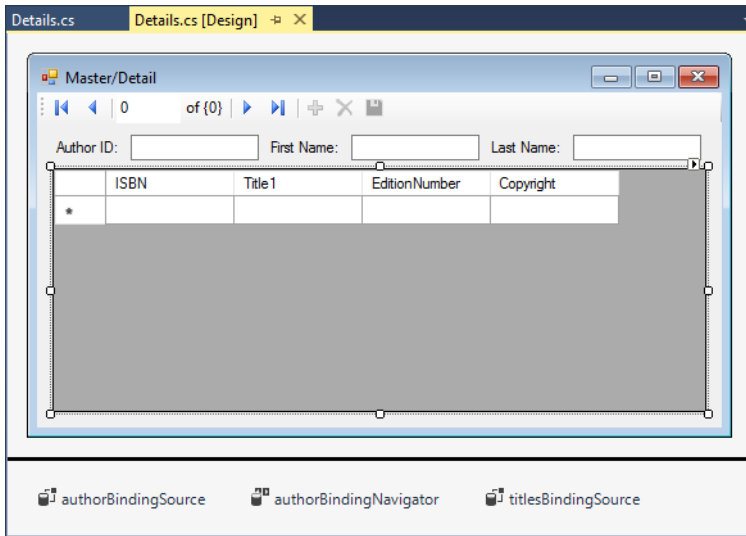 Details.cs Details.cs [Design]
Master/Detail
0 of {0}
Author ID: First Name: Last Name:
ISBN Title1 EditionNumber Copyright
*
authorBindingSource authorBindingNavigator titlesBindingSource